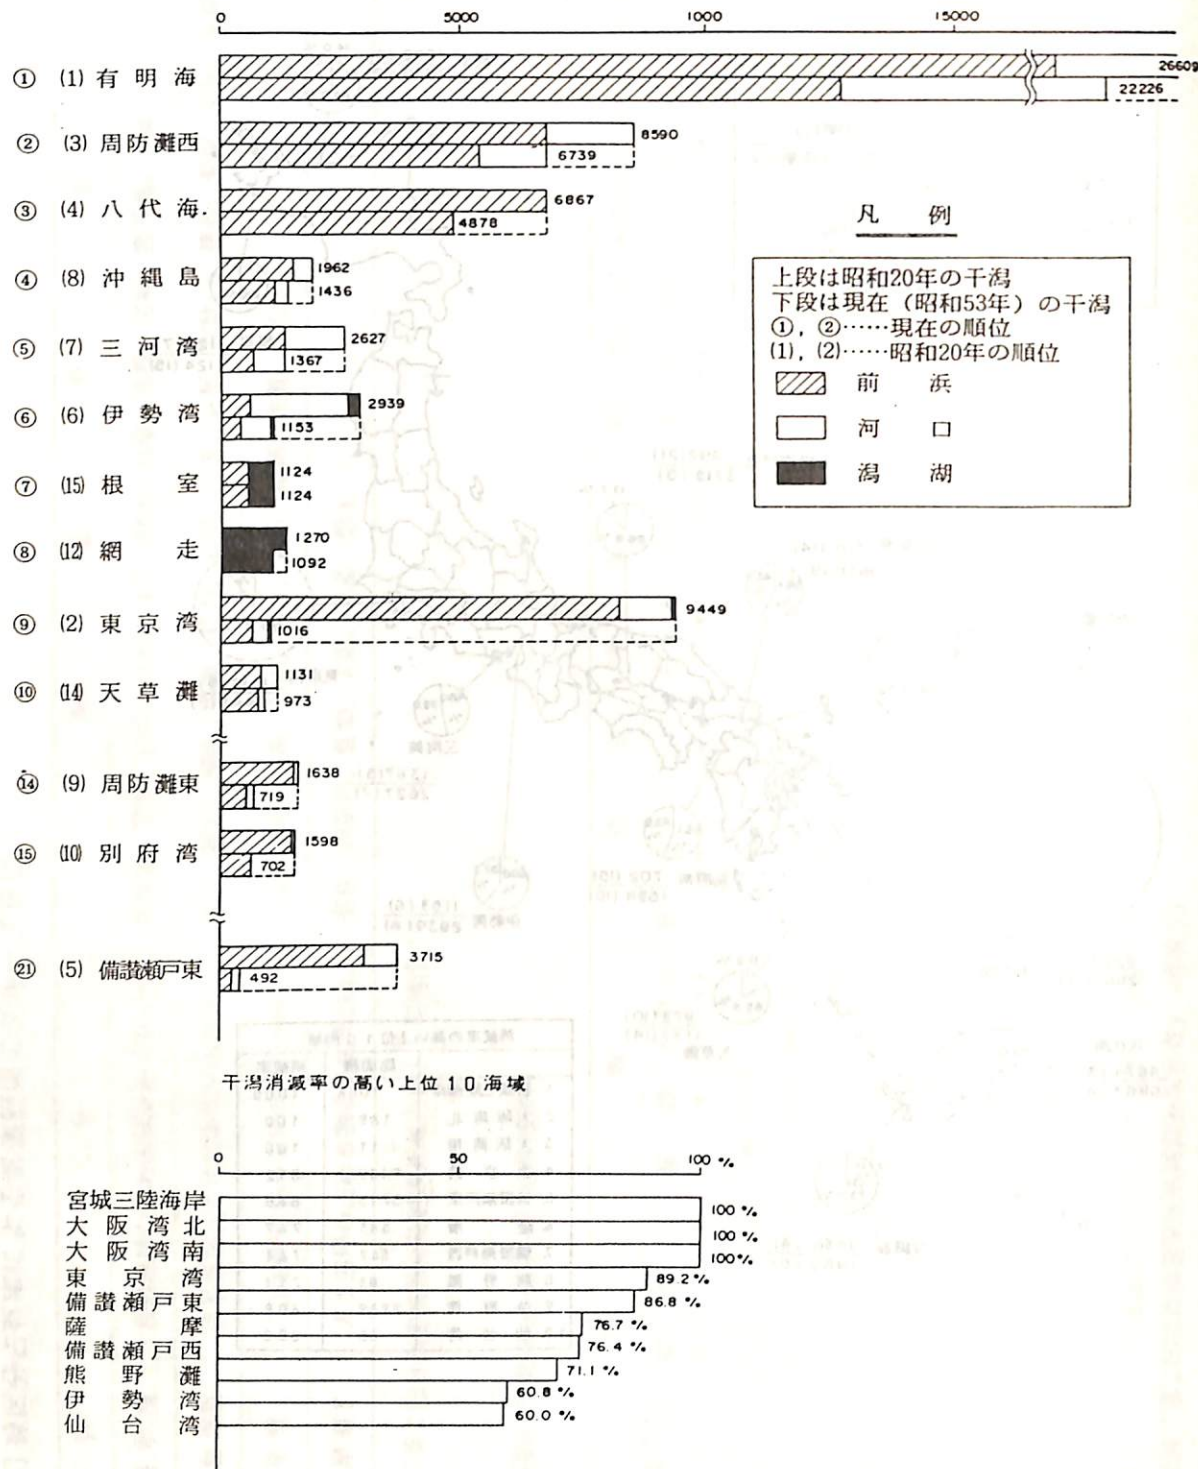 0 5000 1000 15000
① (1) 有明海 26609
22226
② (3) 周防灘西 8590
6739
③ (4) 八代海 6867
4878
④ (8) 沖縄島 1962
1436
⑤ (7) 三河湾 2627
1367
⑥ (6) 伊勢湾 2939
1153
⑦ (15) 根室 1124
1124
⑧ (12) 網走 1270
1092
⑨ (2) 東京湾 9449
1016
⑩ (14) 天草灘 1131
973
⑭ (9) 周防灘東 1638
719
⑮ (10) 別府湾 1598
702
㉑ (5) 備讃瀬戸東 3715
492
凡例
上段は昭和20年の干潟
下段は現在(昭和53年)の干潟
①,②……現在の順位
(1),(2)……昭和20年の順位
前浜
河口
潟湖
干潟消滅率の高い上位10海域
0 50 100 %
宮城三陸海岸 100 %
大阪湾北 100 %
大阪湾南 100%
東京湾 89.2 %
備讃瀬戸東 86.8 %
薩摩 76.7 %
備讃瀬戸西 76.4 %
熊野灘 71.1 %
伊勢湾 60.8 %
仙台湾 60.0 %